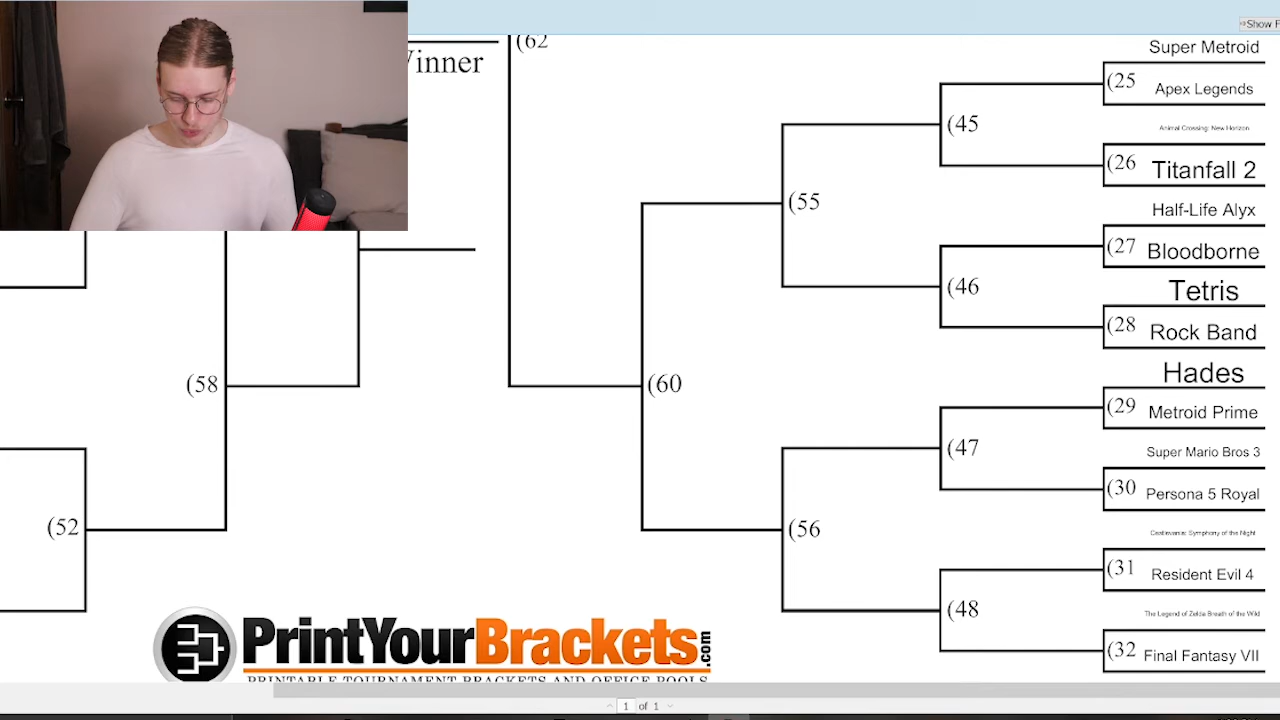 Show F
Winner
(62
Super Metroid
(25
Apex Legends
(45
Animal Crossing: New Horizon
(26
Titanfall 2
(55
Half-Life Alyx
(27
Bloodborne
(46
Tetris
(28
Rock Band
(58
(60
Hades
(29
Metroid Prime
(47
Super Mario Bros 3
(30
Persona 5 Royal
(52
(56
Castlevania: Symphony of the Night
(31
Resident Evil 4
(48
The Legend of Zelda Breath of the Wild
(32
Final Fantasy VII
PrintYourBrackets.com
PRINTABLE TOURNAMENT BRACKETS AND OFFICE POOLS
1 of 1